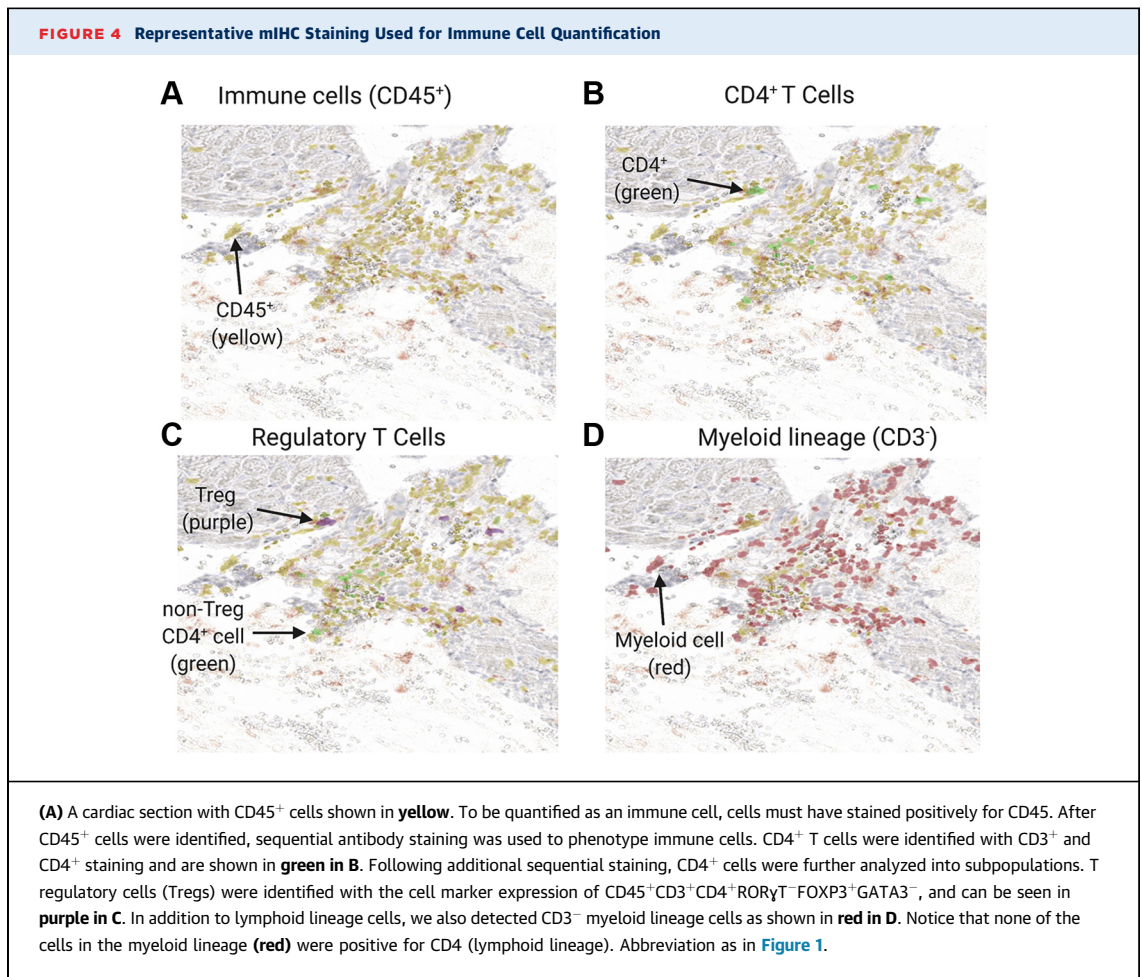 FIGURE 4 Representative mIHC Staining Used for Immune Cell Quantification
A Immune cells (CD45⁺)
CD45⁺
(yellow)
B CD4⁺ T Cells
CD4⁺
(green)
C Regulatory T Cells
Treg
(purple)
non-Treg
CD4⁺ cell
(green)
D Myeloid lineage (CD3⁻)
Myeloid cell
(red)
(A) A cardiac section with CD45⁺ cells shown in yellow. To be quantified as an immune cell, cells must have stained positively for CD45. After
CD45⁺ cells were identified, sequential antibody staining was used to phenotype immune cells. CD4⁺ T cells were identified with CD3⁺ and
CD4⁺ staining and are shown in green in B. Following additional sequential staining, CD4⁺ cells were further analyzed into subpopulations. T
regulatory cells (Tregs) were identified with the cell marker expression of CD45⁺CD3⁺CD4⁺RORɣT⁻FOXP3⁺GATA3⁻, and can be seen in
purple in C. In addition to lymphoid lineage cells, we also detected CD3⁻ myeloid lineage cells as shown in red in D. Notice that none of the
cells in the myeloid lineage (red) were positive for CD4 (lymphoid lineage). Abbreviation as in Figure 1.